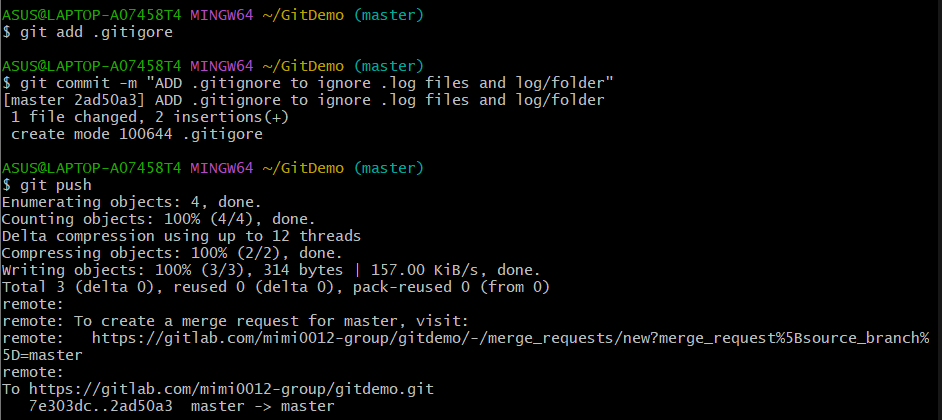 ASUS@LAPTOP-A07458T4 MINGW64 ~/GitDemo (master)
$ git add .gitigore
ASUS@LAPTOP-A07458T4 MINGW64 ~/GitDemo (master)
$ git commit -m "ADD .gitignore to ignore .log files and log/folder"
[master 2ad50a3] ADD .gitignore to ignore .log files and log/folder
 1 file changed, 2 insertions(+)
 create mode 100644 .gitigore
ASUS@LAPTOP-A07458T4 MINGW64 ~/GitDemo (master)
$ git push
Enumerating objects: 4, done.
Counting objects: 100% (4/4), done.
Delta compression using up to 12 threads
Compressing objects: 100% (2/2), done.
Writing objects: 100% (3/3), 314 bytes | 157.00 KiB/s, done.
Total 3 (delta 0), reused 0 (delta 0), pack-reused 0 (from 0)
remote:
remote: To create a merge request for master, visit:
remote:   https://gitlab.com/mimi0012-group/gitdemo/-/merge_requests/new?merge_request%5Bsource_branch%
5D=master
remote:
To https://gitlab.com/mimi0012-group/gitdemo.git
   7e303dc..2ad50a3  master -> master